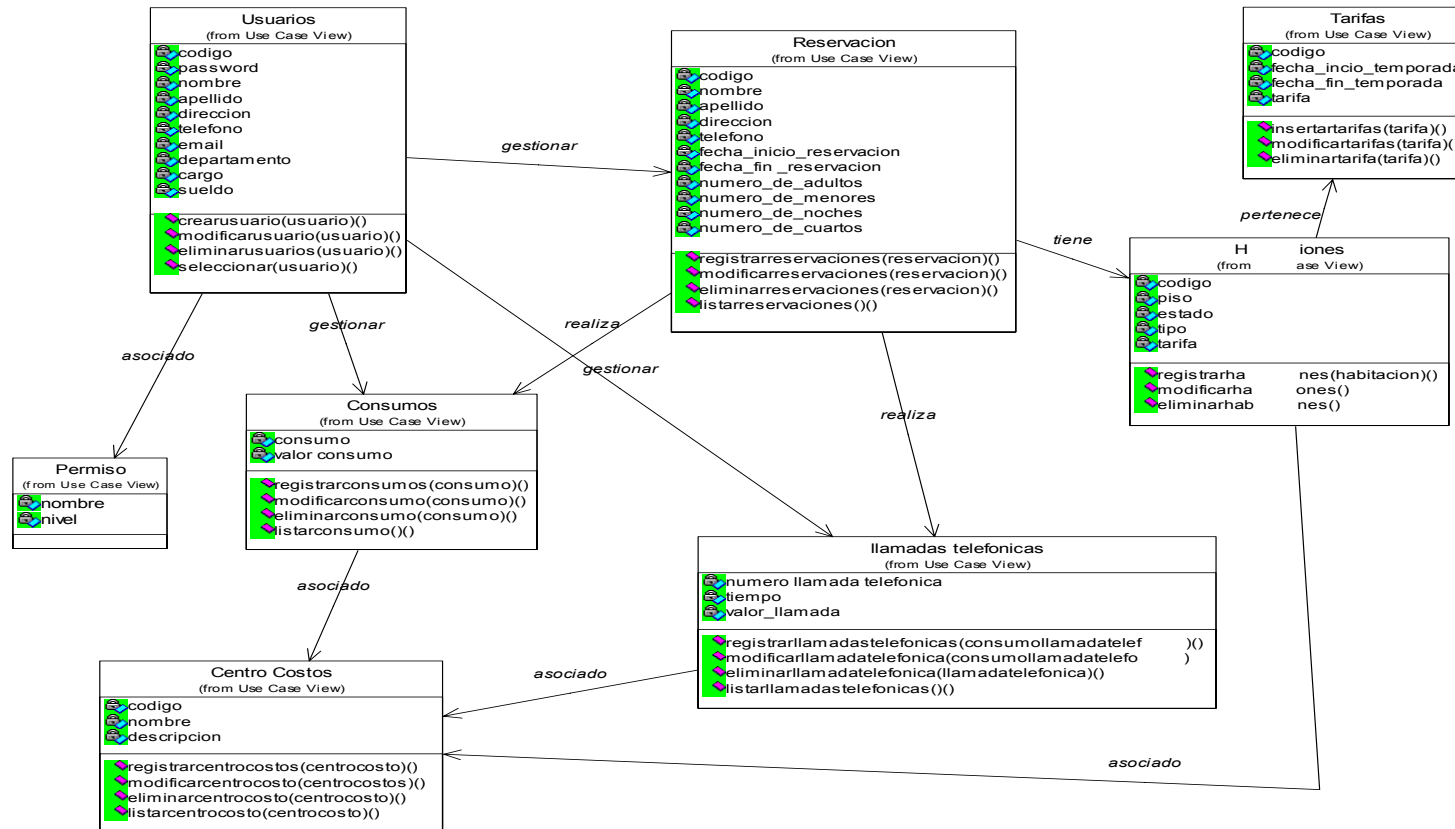 Usuarios
(from Use Case View)
codigo
password
nombre
apellido
direccion
telefono
email
departamento
cargo
sueldo
crearusuario(usuario)()
modificarusuario(usuario)()
eliminarusuarios(usuario)()
seleccionar(usuario)()
gestionar
Reservacion
(from Use Case View)
codigo
nombre
apellido
direccion
telefono
fecha_inicio_reservacion
fecha_fin _reservacion
numero_de_adultos
numero_de_menores
numero_de_noches
numero_de_cuartos
registrarreservaciones(reservacion)()
modificarreservaciones(reservacion)()
eliminarreservaciones(reservacion)()
listarreservaciones()()
Tarifas
(from Use Case View)
codigo
fecha_incio_temporada
fecha_fin_temporada
tarifa
insertartarifas(tarifa)()
modificartarifas(tarifa)(
eliminartarifa(tarifa)()
pertenece
tiene
H iones
(from ase View)
codigo
piso
estado
tipo
tarifa
registrarha nes(habitacion)()
modificarha ones()
eliminarhab nes()
asociado
gestionar
realiza
gestionar
realiza
Permiso
(from Use Case View)
nombre
nivel
Consumos
(from Use Case View)
consumo
valor consumo
registrarconsumos(consumo)()
modificarconsumo(consumo)()
eliminarconsumo(consumo)()
listarconsumo()()
asociado
llamadas telefonicas
(from Use Case View)
numero llamada telefonica
tiempo
valor_llamada
registrarllamadastelefonicas(consumollamadatelef )()
modificarllamadatelefonica(consumollamadatelefo )
eliminarllamadatelefonica(llamadatelefonica)()
listarllamadastelefonicas()()
asociado
Centro Costos
(from Use Case View)
codigo
nombre
descripcion
registrarcentrocostos(centrocosto)()
modificarcentrocosto(centrocostos)()
eliminarcentrocosto(centrocosto)()
listarcentrocosto(centrocosto)()
asociado